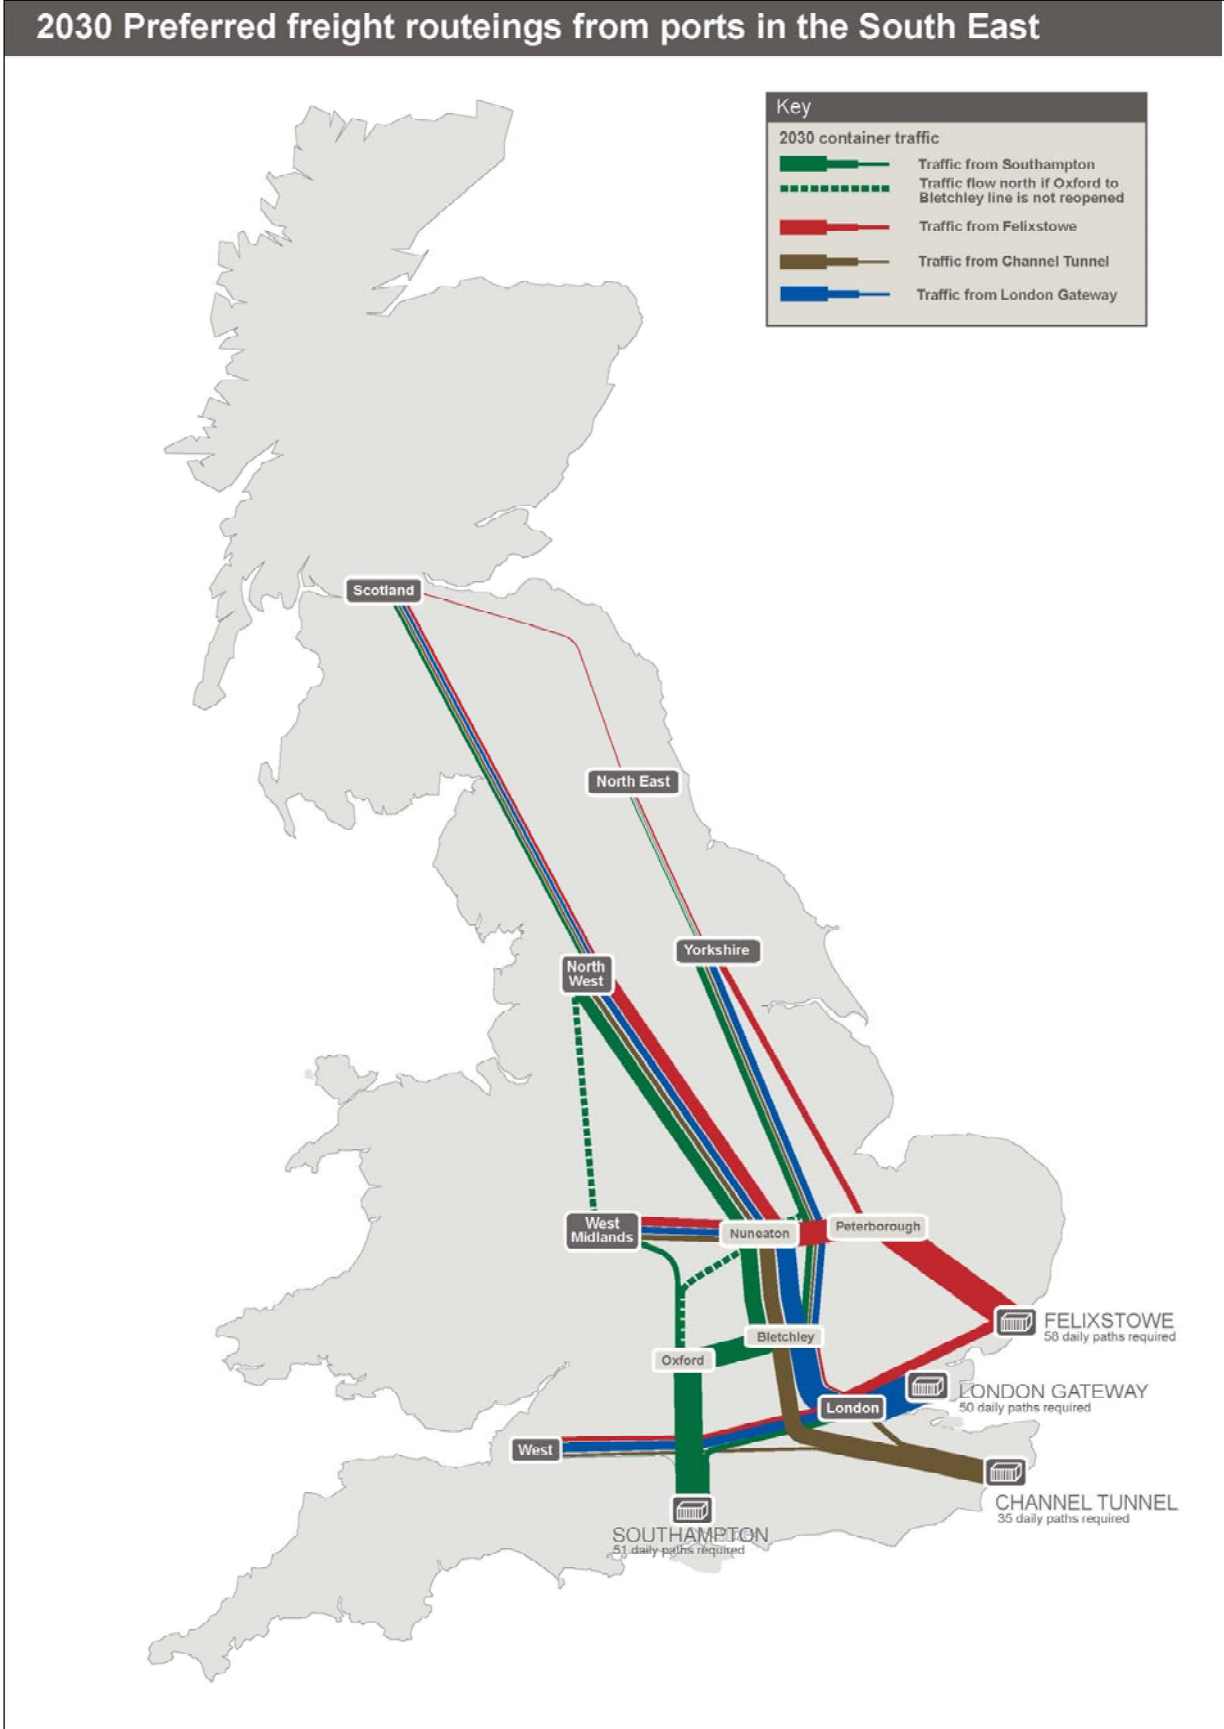 2030 Preferred freight routeings from ports in the South East
Key
2030 container traffic
Traffic from Southampton
Traffic flow north if Oxford to
Bletchley line is not reopened
Traffic from Felixstowe
Traffic from Channel Tunnel
Traffic from London Gateway
Scotland
North East
Yorkshire
North
West
West
Midlands
Nuneaton
Peterborough
FELIXSTOWE
58 daily paths required
Bletchley
Oxford
LONDON GATEWAY
50 daily paths required
London
West
CHANNEL TUNNEL
35 daily paths required
SOUTHAMPTON
51 daily paths required